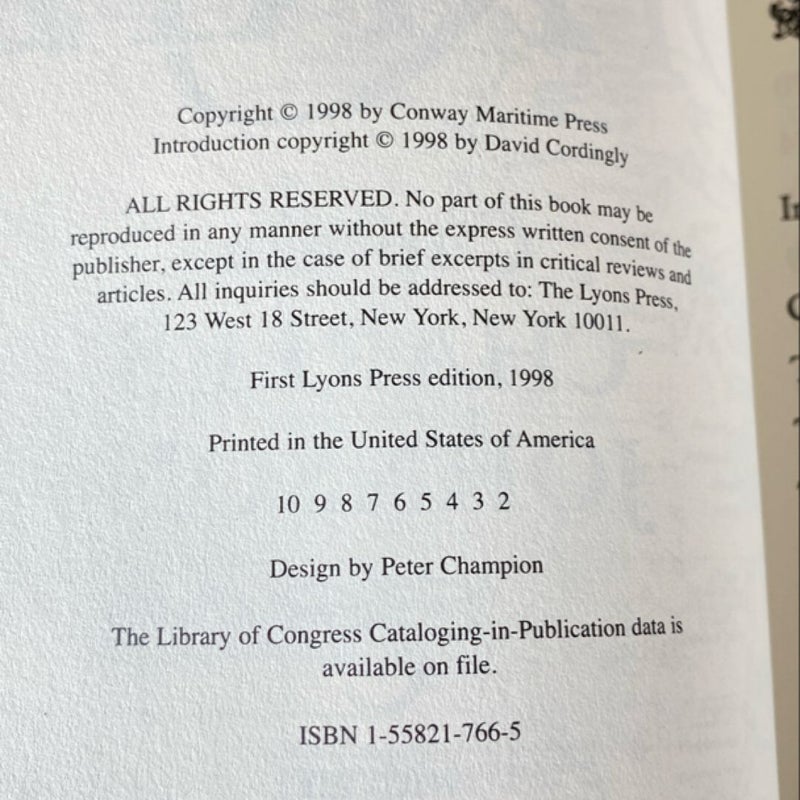 Copyright © 1998 by Conway Maritime Press
Introduction copyright © 1998 by David Cordingly
ALL RIGHTS RESERVED. No part of this book may be
reproduced in any manner without the express written consent of the
publisher, except in the case of brief excerpts in critical reviews and
articles. All inquiries should be addressed to: The Lyons Press,
123 West 18 Street, New York, New York 10011.
First Lyons Press edition, 1998
Printed in the United States of America
10 9 8 7 6 5 4 3 2
Design by Peter Champion
The Library of Congress Cataloging-in-Publication data is
available on file.
ISBN 1-55821-766-5